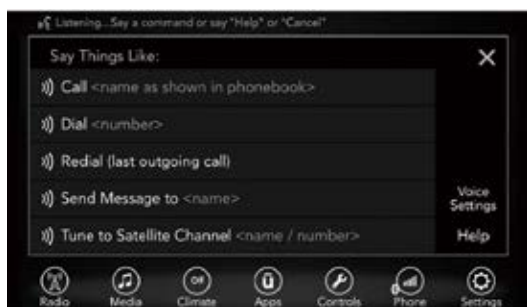 Listening...Say a command or say "Help" or "Cancel"
Say Things Like:
Call <name as shown in phonebook>
Dial <number>
Redial (last outgoing call)
Send Message to <name>
Tune to Satellite Channel <name / number>
Voice
Settings
Help
Off
Radio Media Climate Apps Controls Phone Settings